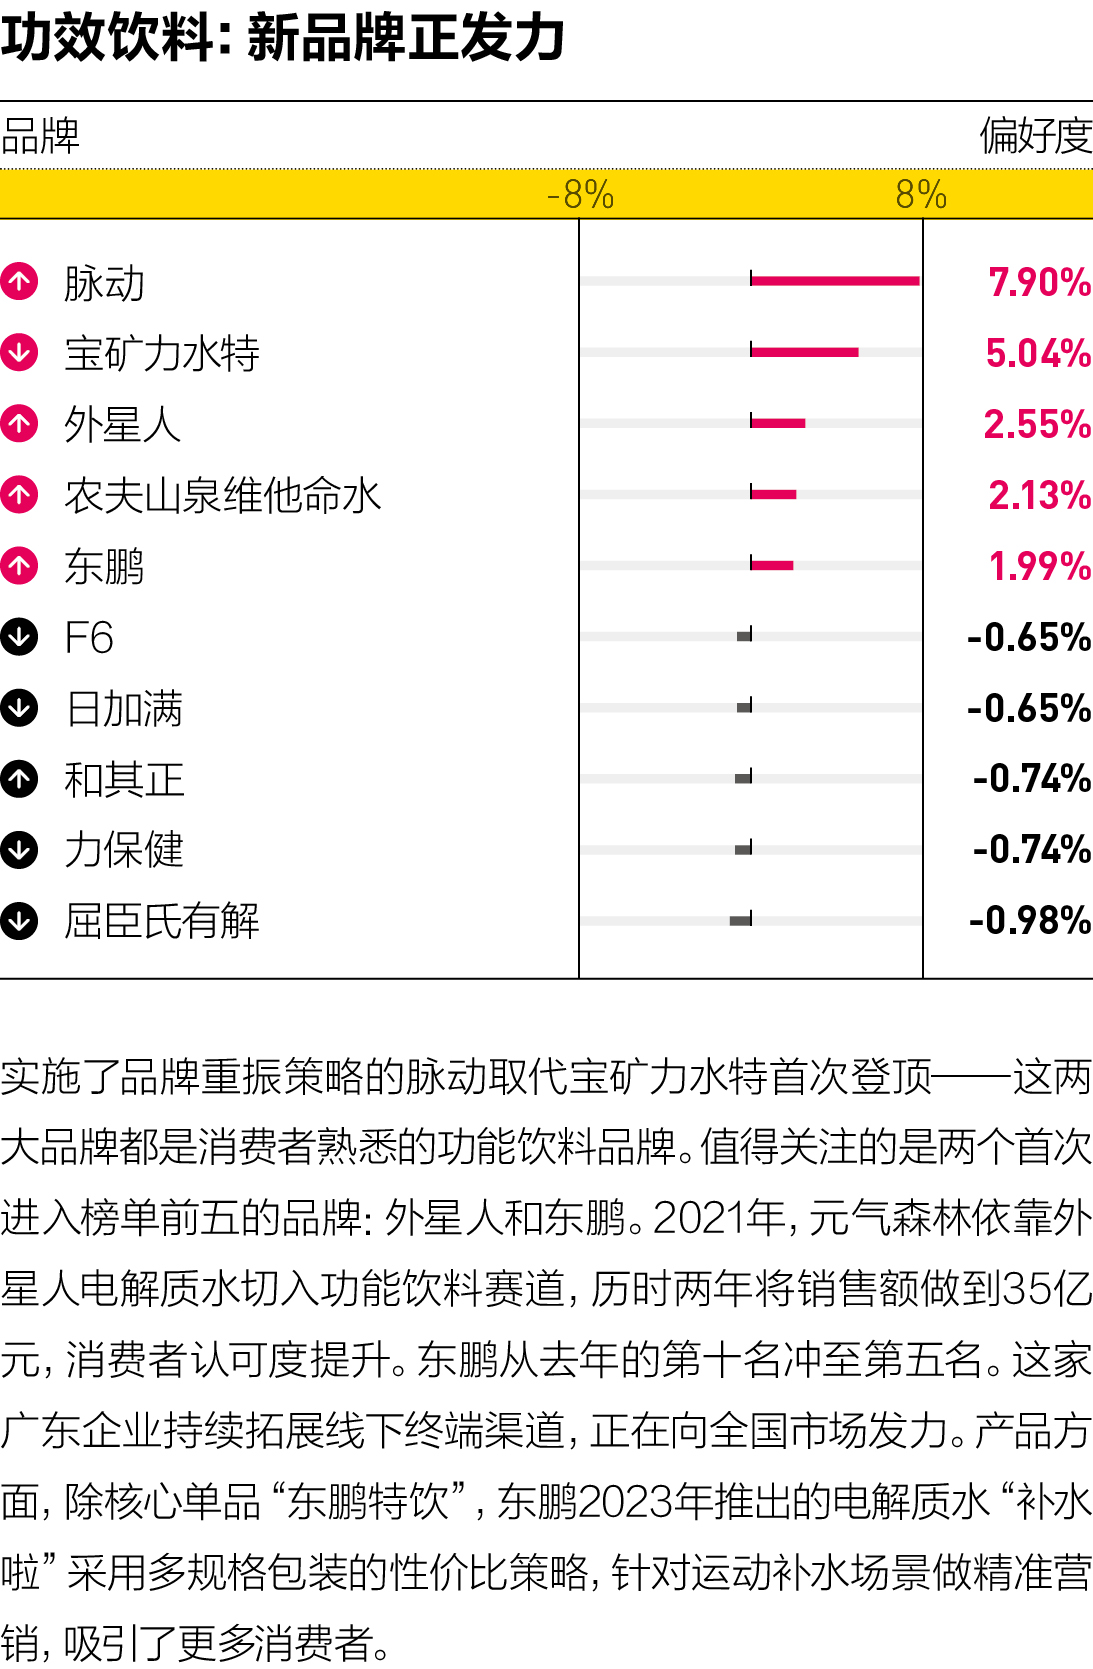 功效饮料：新品牌正发力
品牌 偏好度
-8% 8%
脉动 7.90%
宝矿力水特 5.04%
外星人 2.55%
农夫山泉维他命水 2.13%
东鹏 1.99%
F6 -0.65%
日加满 -0.65%
和其正 -0.74%
力保健 -0.74%
屈臣氏有解 -0.98%
实施了品牌重振策略的脉动取代宝矿力水特首次登顶——这两
大品牌都是消费者熟悉的功能饮料品牌。值得关注的是两个首次
进入榜单前五的品牌：外星人和东鹏。2021年，元气森林依靠外
星人电解质水切入功能饮料赛道，历时两年将销售额做到35亿
元，消费者认可度提升。东鹏从去年的第十名冲至第五名。这家
广东企业持续拓展线下终端渠道，正在向全国市场发力。产品方
面，除核心单品“东鹏特饮”，东鹏2023年推出的电解质水“补水
啦”采用多规格包装的性价比策略，针对运动补水场景做精准营
销，吸引了更多消费者。